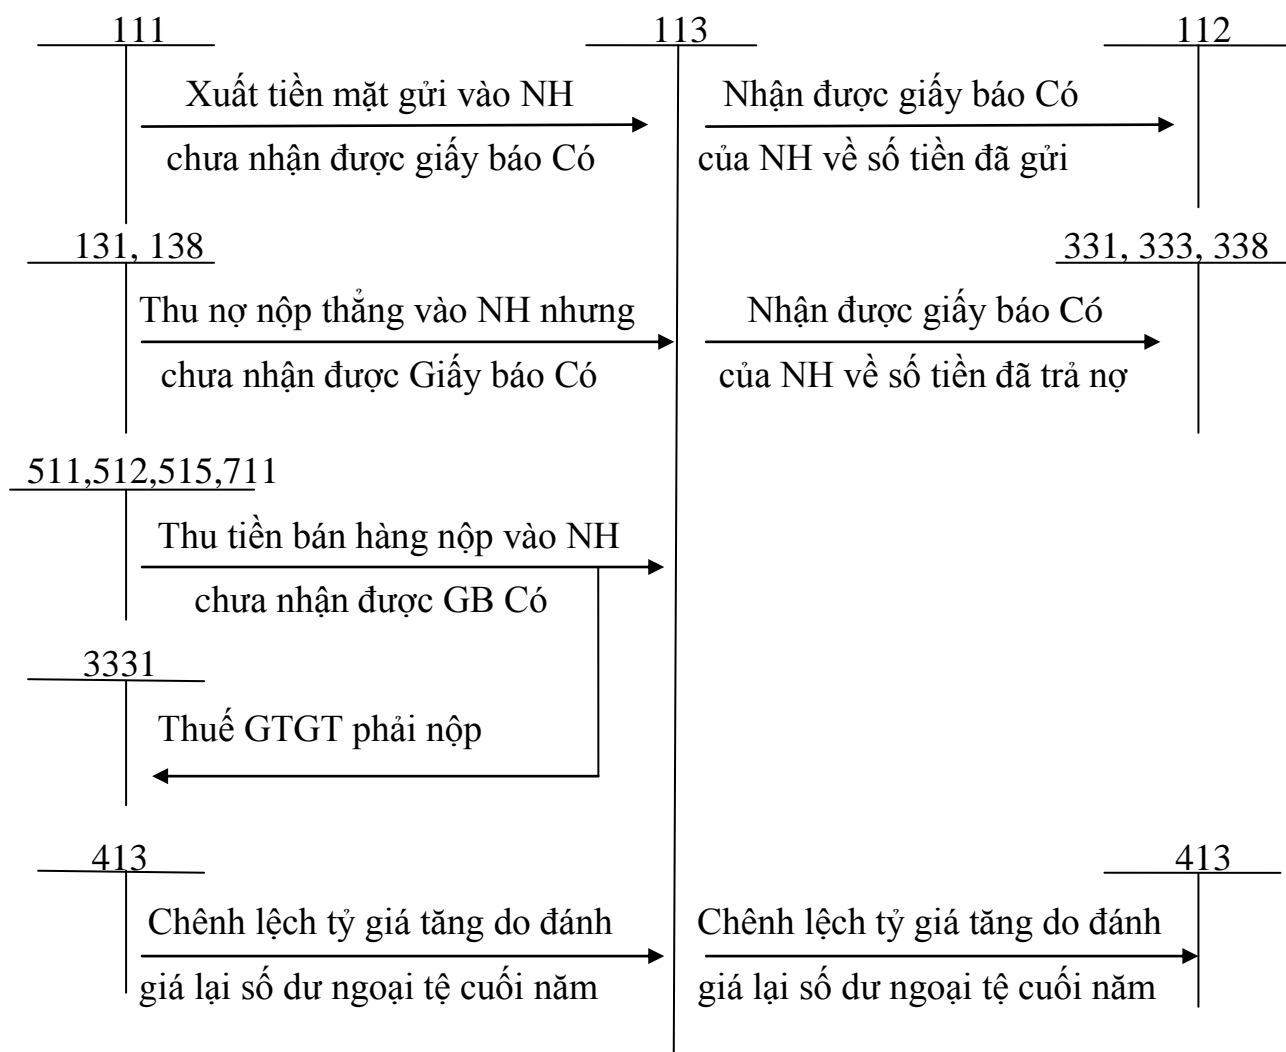 111
113
112
Xuất tiền mặt gửi vào NH
chưa nhận được giấy báo Có
Nhận được giấy báo Có
của NH về số tiền đã gửi
131, 138
331, 333, 338
Thu nợ nộp thẳng vào NH nhưng
chưa nhận được Giấy báo Có
Nhận được giấy báo Có
của NH về số tiền đã trả nợ
511,512,515,711
Thu tiền bán hàng nộp vào NH
chưa nhận được GB Có
3331
Thuế GTGT phải nộp
413
413
Chênh lệch tỷ giá tăng do đánh
giá lại số dư ngoại tệ cuối năm
Chênh lệch tỷ giá tăng do đánh
giá lại số dư ngoại tệ cuối năm